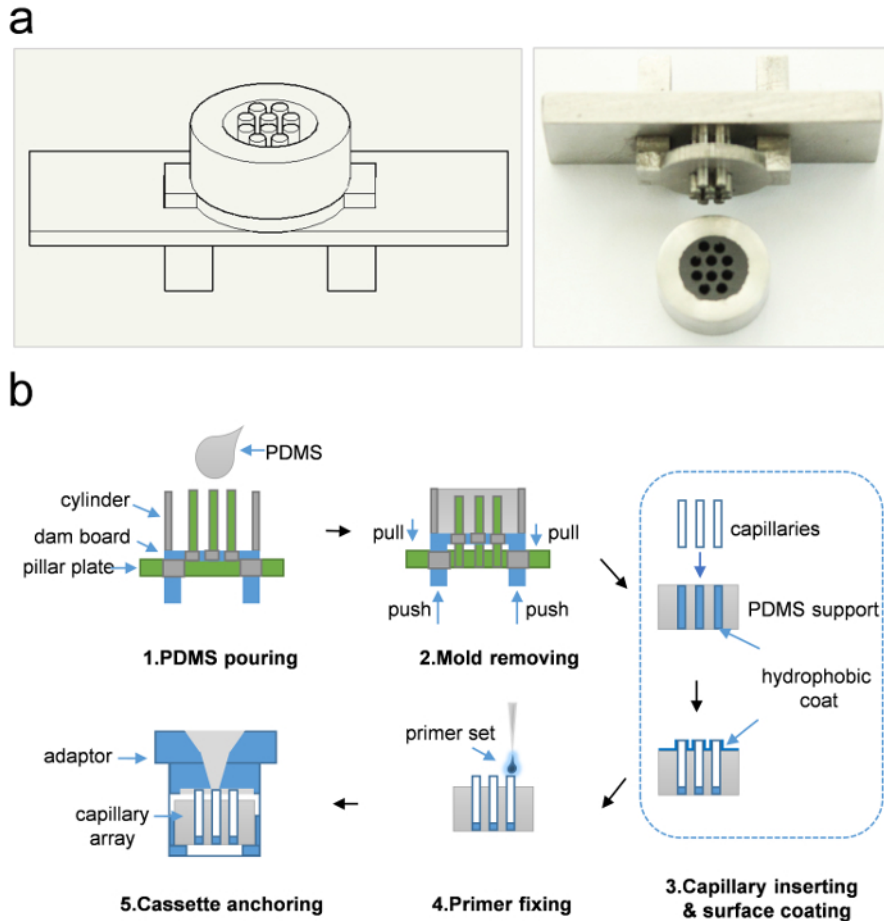 a
b
PDMS
cylinder
dam board
pillar plate
pull
pull
push
push
1.PDMS pouring
2.Mold removing
capillaries
PDMS support
hydrophobic
coat
adaptor
capillary
array
primer set
5.Cassette anchoring
4.Primer fixing
3.Capillary inserting
& surface coating